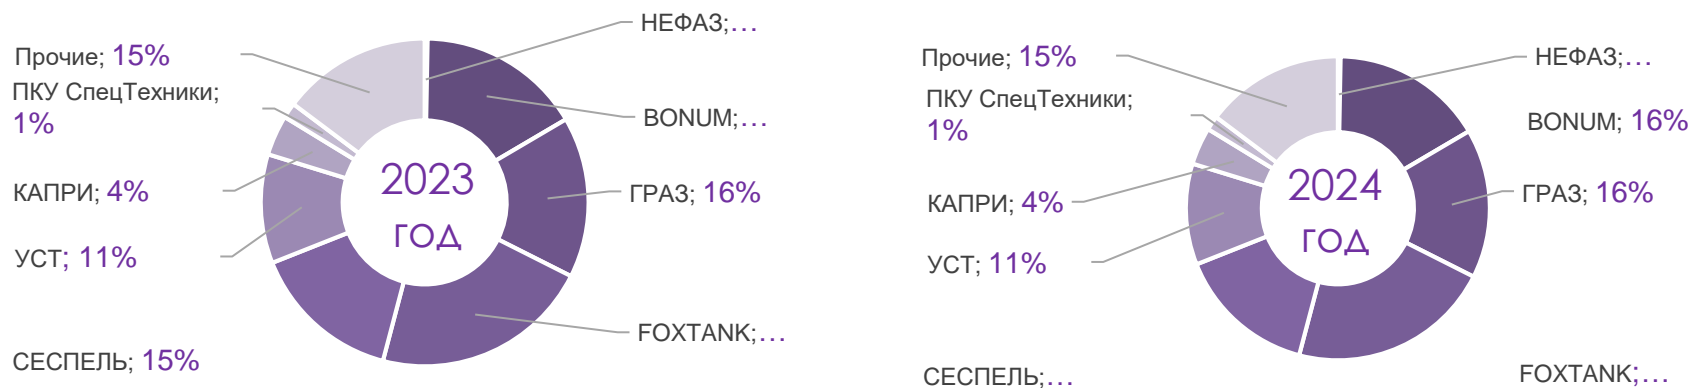 НЕФАЗ;...
Прочие; 15%
ПКУ СпецТехники;
1%
BONUM;...
КАПРИ; 4%
ГРАЗ; 16%
УСТ; 11%
FOXTANK;...
СЕСПЕЛЬ; 15%
2023
год
НЕФАЗ;...
Прочие; 15%
ПКУ СпецТехники;
1%
BONUM; 16%
КАПРИ; 4%
ГРАЗ; 16%
УСТ; 11%
СЕСПЕЛЬ;...
FOXTANK;...
2024
год